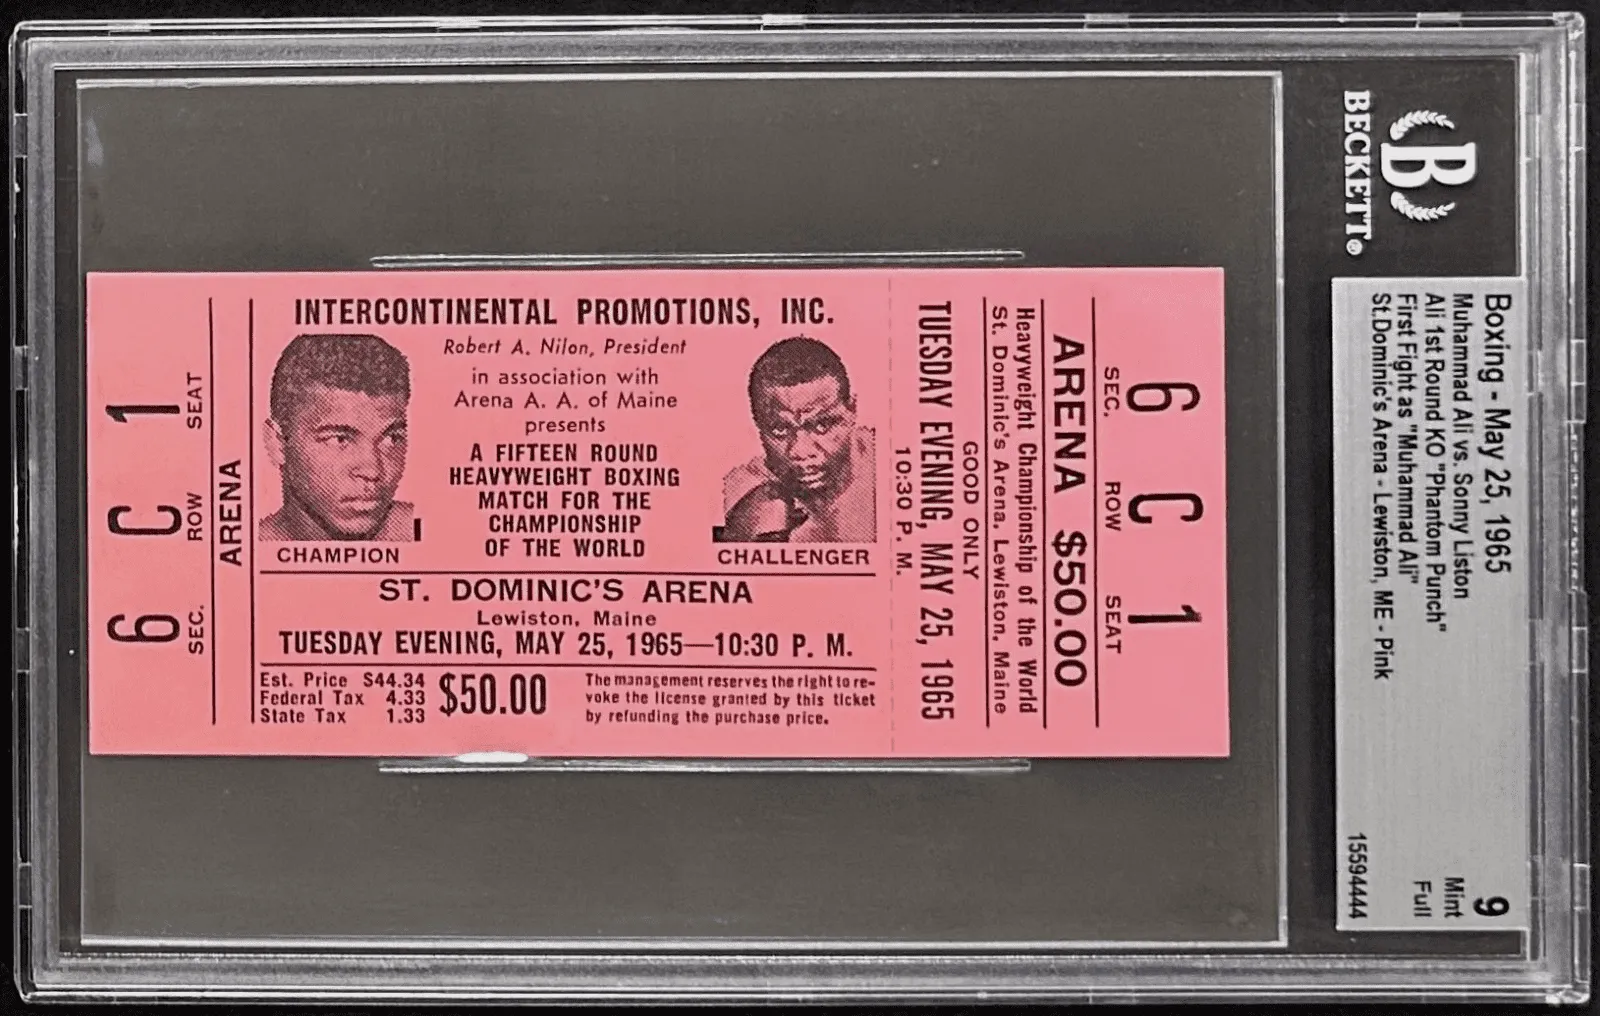 1 SEAT
C ROW
6 SEC.
ARENA
INTERCONTINENTAL PROMOTIONS, INC.
Robert A. Nilon, President
in association with
Arena A. A. of Maine
presents
A FIFTEEN ROUND
HEAVYWEIGHT BOXING
MATCH FOR THE
CHAMPIONSHIP
OF THE WORLD
CHAMPION
CHALLENGER
ST. DOMINIC'S ARENA
Lewiston, Maine
TUESDAY EVENING, MAY 25, 1965—10:30 P. M.
Est. Price $44.34
Federal Tax 4.33
State Tax 1.33
$50.00
The management reserves the right to re-
voke the license granted by this ticket
by refunding the purchase price.
6 C 1
SEC. ROW SEAT
ARENA $50.00
Heavyweight Championship of the World
St. Dominic's Arena, Lewiston, Maine
GOOD ONLY
TUESDAY EVENING, MAY 25, 1965
10:30 P. M.
B
BECKETT®
Boxing - May 25, 1965
Muhammad Ali vs. Sonny Liston
Ali 1st Round KO "Phantom Punch"
First Fight as "Muhammad Ali"
St.Dominic's Arena - Lewiston, ME - Pink
9
Mint
Full
15594444